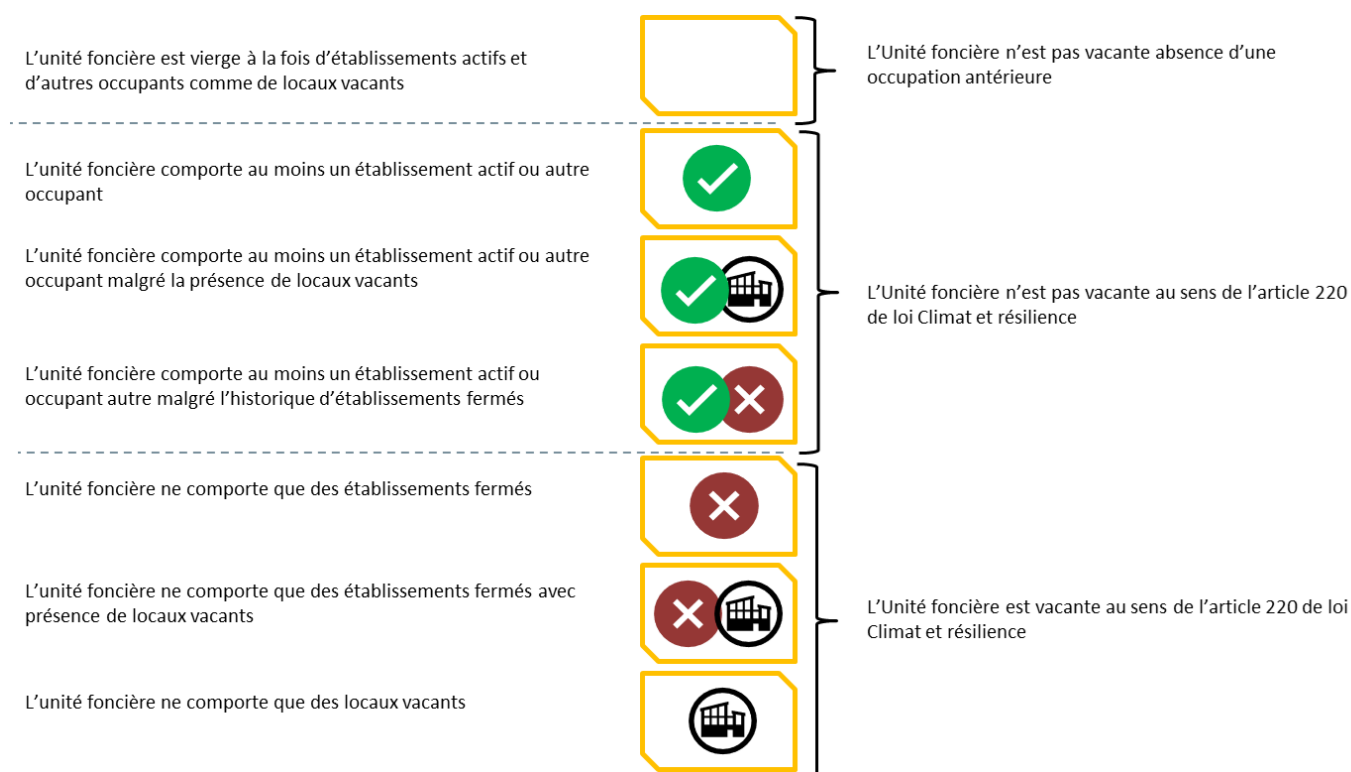 L’unité foncière est vierge à la fois d’établissements actifs et
d’autres occupants comme de locaux vacants
L’Unité foncière n’est pas vacante absence d’une
occupation antérieure
L’unité foncière comporte au moins un établissement actif ou autre
occupant
L’unité foncière comporte au moins un établissement actif ou autre
occupant malgré la présence de locaux vacants
L’unité foncière comporte au moins un établissement actif ou
occupant autre malgré l’historique d’établissements fermés
L’Unité foncière n’est pas vacante au sens de l’article 220
de loi Climat et résilience
L’unité foncière ne comporte que des établissements fermés
L’unité foncière ne comporte que des établissements fermés avec
présence de locaux vacants
L’unité foncière ne comporte que des locaux vacants
L’Unité foncière est vacante au sens de l’article 220 de loi
Climat et résilience